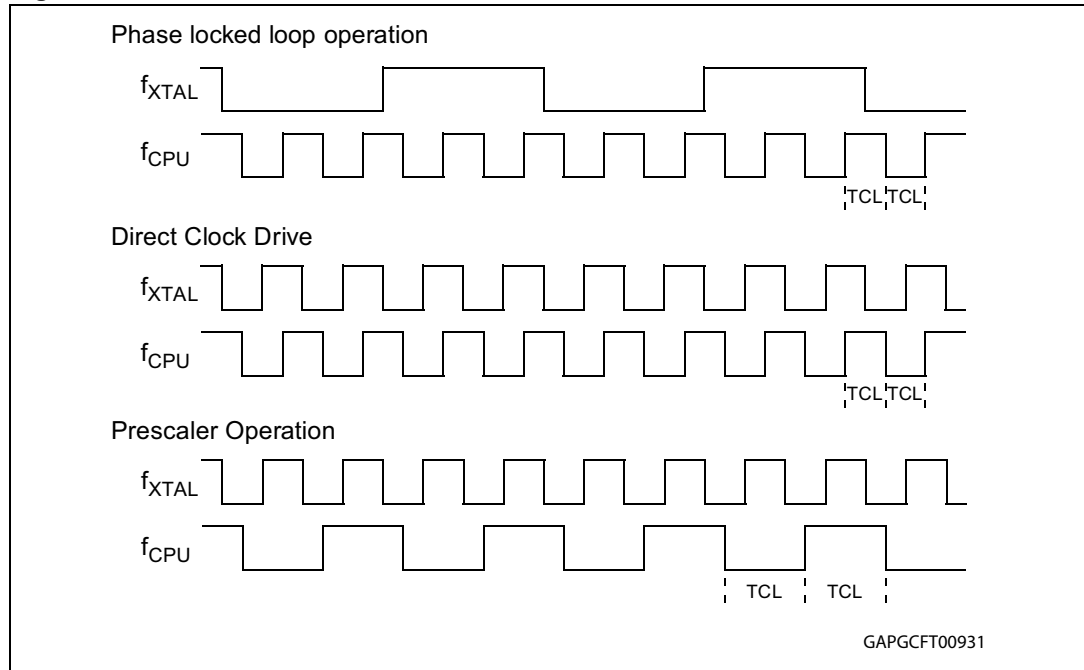 Phase locked loop operation
fXTAL
fCPU
TCL TCL
Direct Clock Drive
fXTAL
fCPU
TCL TCL
Prescaler Operation
fXTAL
fCPU
TCL TCL
GAPGCFT00931